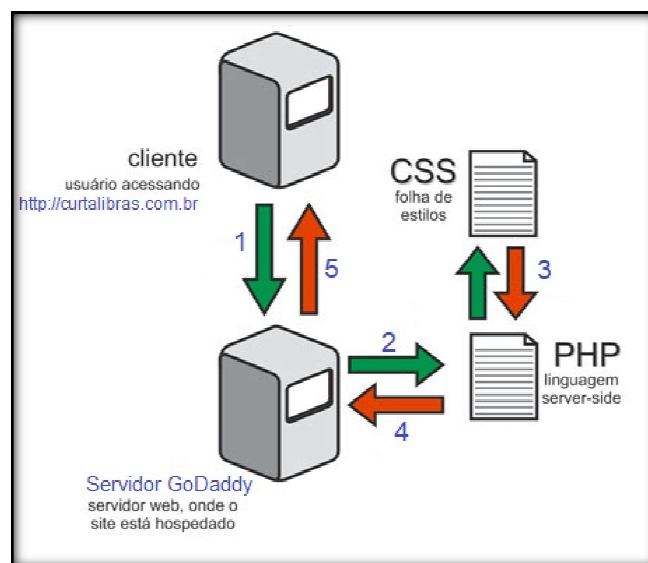 cliente
usuário acessando
http://curtalibras.com.br
CSS
folha de
estilos
1
5
3
2
PHP
linguagem
server-side
4
Servidor GoDaddy
servidor web, onde o
site está hospedado